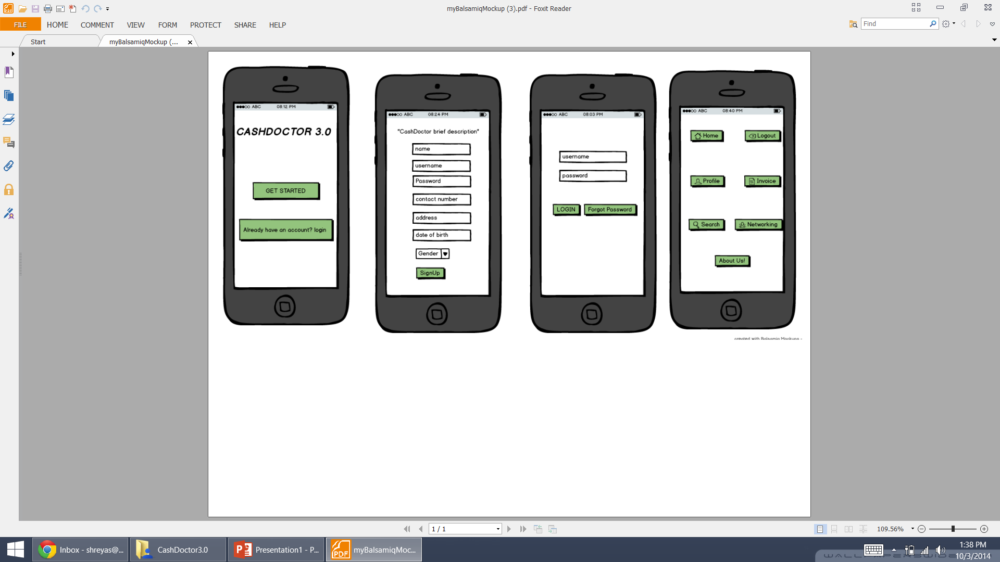 myBalsamiqMockup (3).pdf - Foxit Reader
FILE HOME COMMENT VIEW FORM PROTECT SHARE HELP
Find
Start
myBalsamiqMockup (...
ABC 08:12 PM
CASHDOCTOR 3.0
GET STARTED
Already have an account? login
ABC 08:24 PM
"CashDoctor brief description"
name
username
Password
contact number
address
date of birth
Gender
SignUp
ABC 08:03 PM
username
password
LOGIN Forgot Password
ABC 08:40 PM
Home Logout
Profile Invoice
Search Networking
About Us!
created with Balsamiq Mockups -
1 / 1
109.56%
Inbox - shreyas@...
CashDoctor3.0
Presentation1 - P...
myBalsamiqMoc...
1:38 PM
10/3/2014